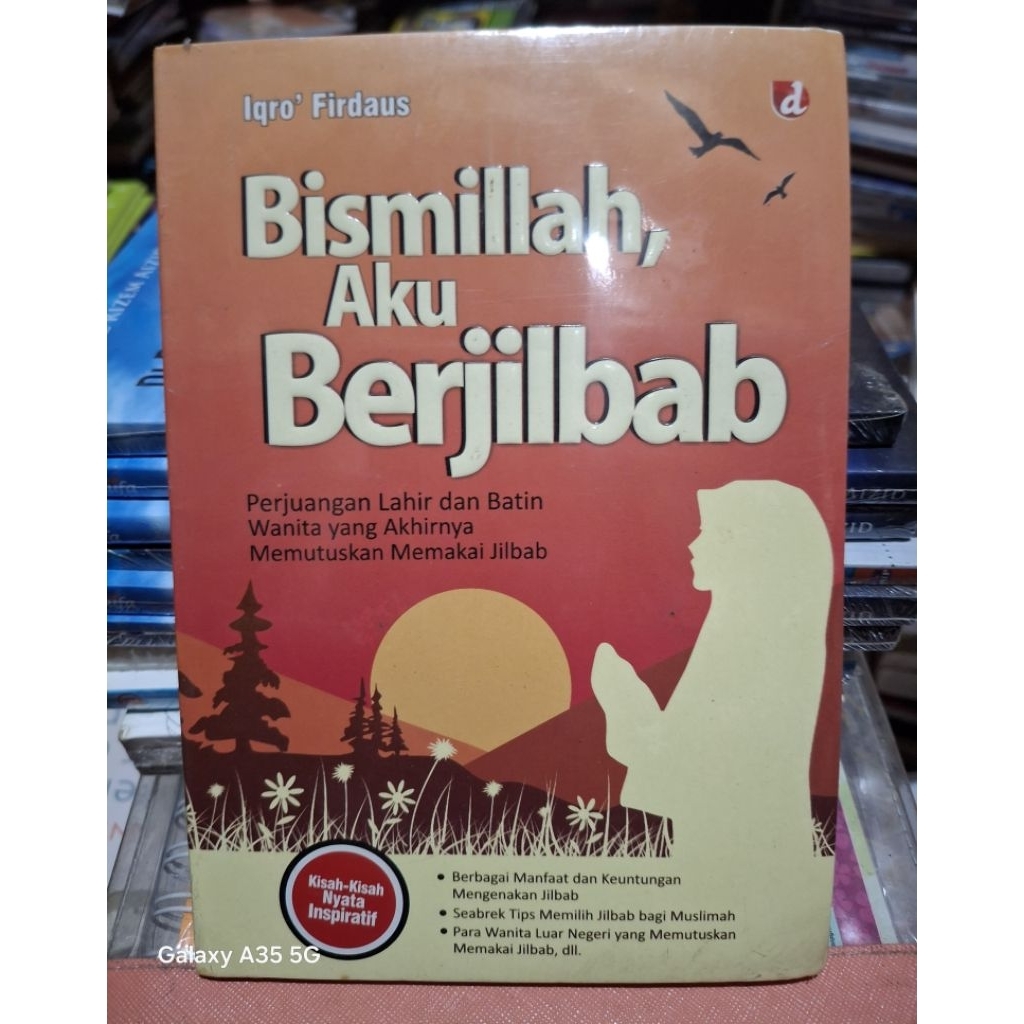 Iqro' Firdaus
d
Bismillah,
Aku
Berjilbab
Perjuangan Lahir dan Batin
Wanita yang Akhirnya
Memutuskan Memakai Jilbab
Kisah-Kisah
Nyata
Inspiratif
• Berbagai Manfaat dan Keuntungan
Mengenakan Jilbab
• Seabrek Tips Memilih Jilbab bagi Muslimah
• Para Wanita Luar Negeri yang Memutuskan
Memakai Jilbab, dll.
Galaxy A35 5G